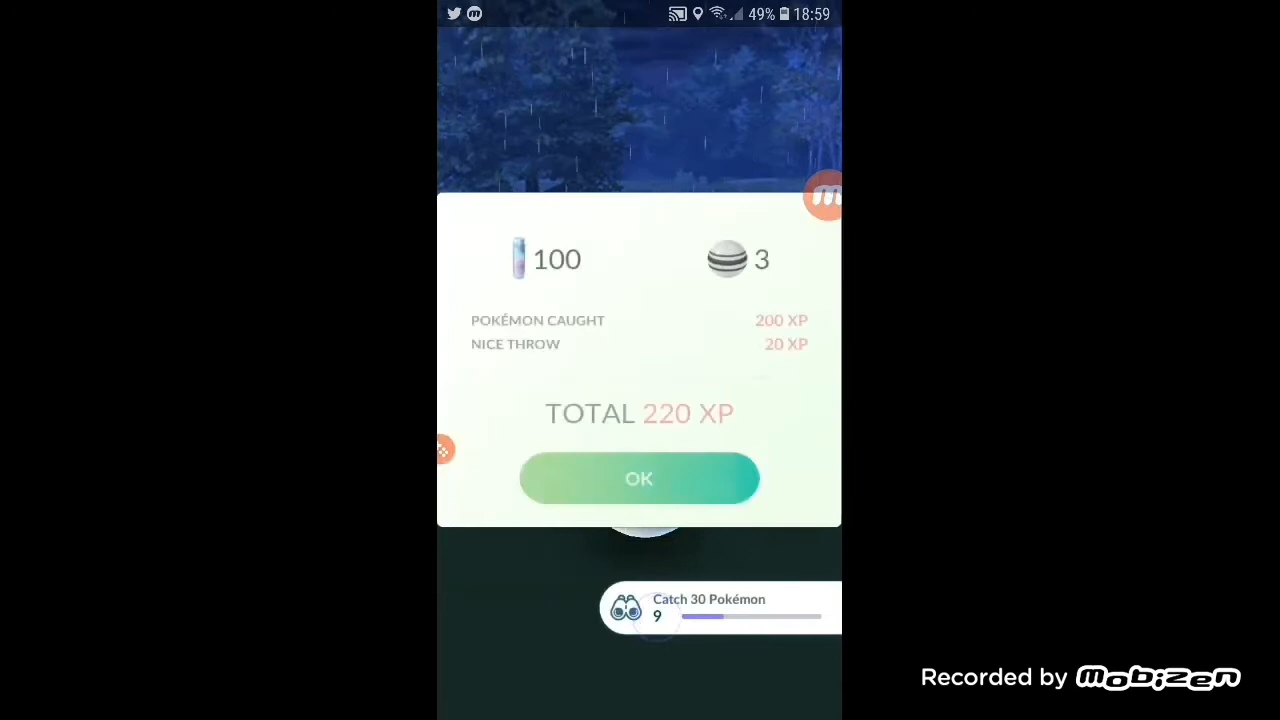 49% 18:59
100 3
POKÉMON CAUGHT 200 XP
NICE THROW 20 XP
TOTAL 220 XP
OK
Catch 30 Pokémon
9
Recorded by mobizen